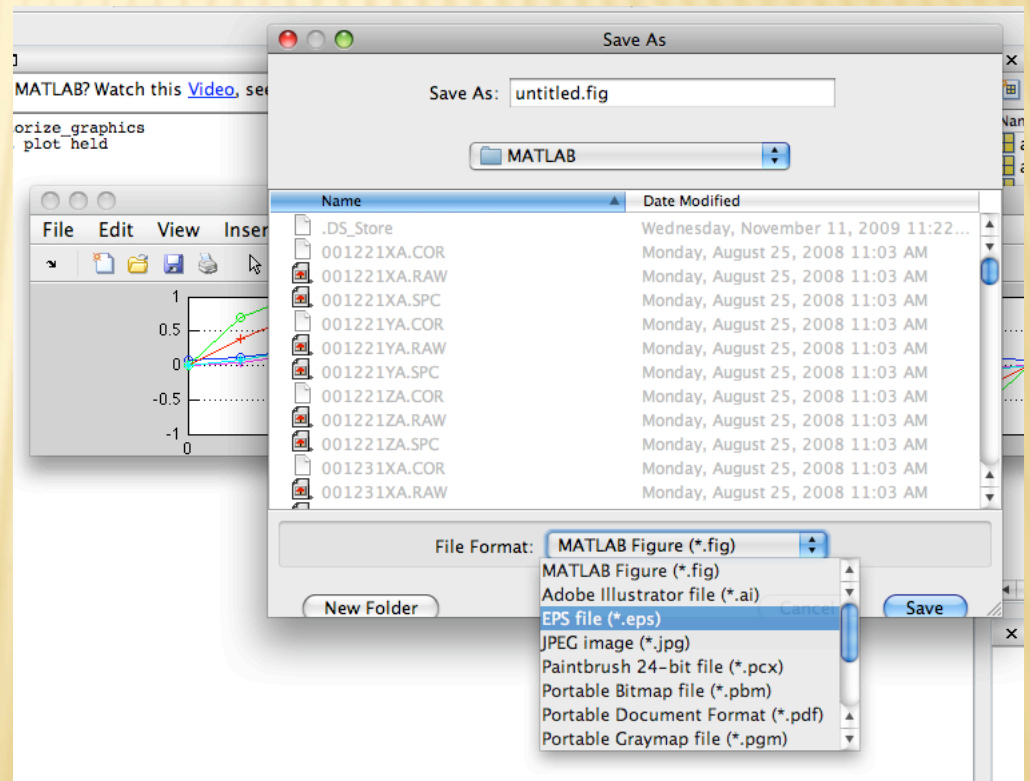 Save As
MATLAB? Watch this Video, see
Save As: untitled.fig
orize_graphics
plot held
MATLAB
Name Date Modified
File Edit View Inser
.DS_Store Wednesday, November 11, 2009 11:22...
001221XA.COR Monday, August 25, 2008 11:03 AM
001221XA.RAW Monday, August 25, 2008 11:03 AM
001221XA.SPC Monday, August 25, 2008 11:03 AM
001221YA.COR Monday, August 25, 2008 11:03 AM
001221YA.RAW Monday, August 25, 2008 11:03 AM
001221YA.SPC Monday, August 25, 2008 11:03 AM
001221ZA.COR Monday, August 25, 2008 11:03 AM
001221ZA.RAW Monday, August 25, 2008 11:03 AM
001221ZA.SPC Monday, August 25, 2008 11:03 AM
001231XA.COR Monday, August 25, 2008 11:03 AM
001231XA.RAW Monday, August 25, 2008 11:03 AM
1
0.5
0
-0.5
-1
0
File Format: MATLAB Figure (*.fig)
MATLAB Figure (*.fig)
Adobe Illustrator file (*.ai)
EPS file (*.eps)
JPEG image (*.jpg)
Paintbrush 24-bit file (*.pcx)
Portable Bitmap file (*.pbm)
Portable Document Format (*.pdf)
Portable Graymap file (*.pgm)
New Folder Cancel Save